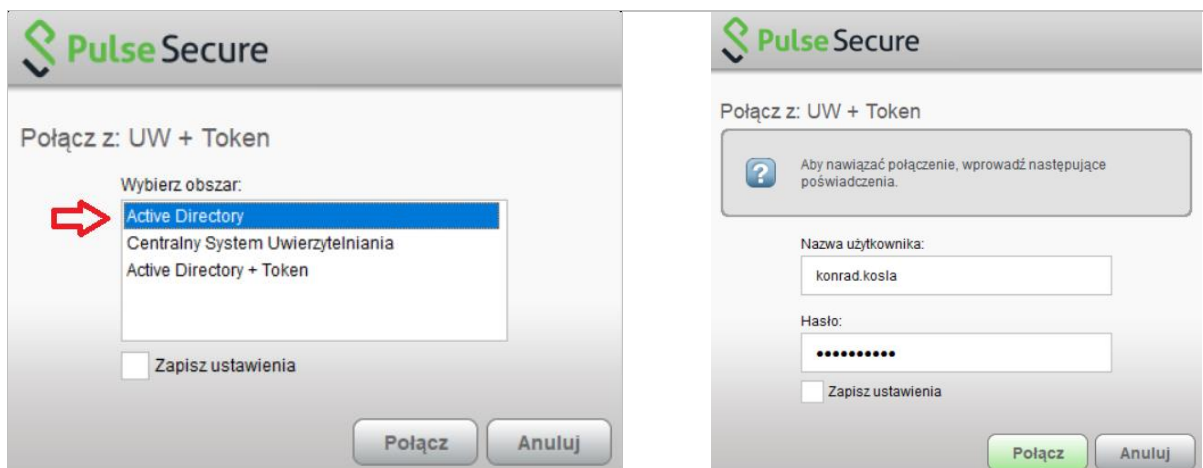 Pulse Secure
Połącz z: UW + Token
Wybierz obszar:
Active Directory
Centralny System Uwierzytelniania
Active Directory + Token
Zapisz ustawienia
Połącz
Anuluj
Pulse Secure
Połącz z: UW + Token
Aby nawiązać połączenie, wprowadź następujące
poświadczenia.
Nazwa użytkownika:
konrad.kosla
Hasło:
••••••••••
Zapisz ustawienia
Połącz
Anuluj